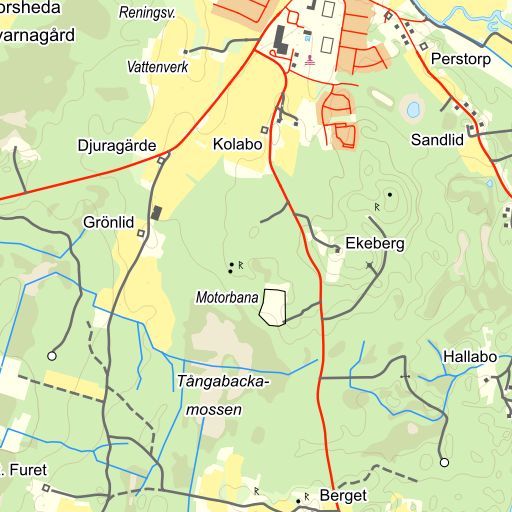 Reningsv.
orsheda
varnagård
Perstorp
Vattenverk
Djuragärde
Kolabo
Sandlid
Grönlid
Ekeberg
R
R
Motorbana
Hallabo
Tångabacka-
mossen
. Furet
R
R
Berget